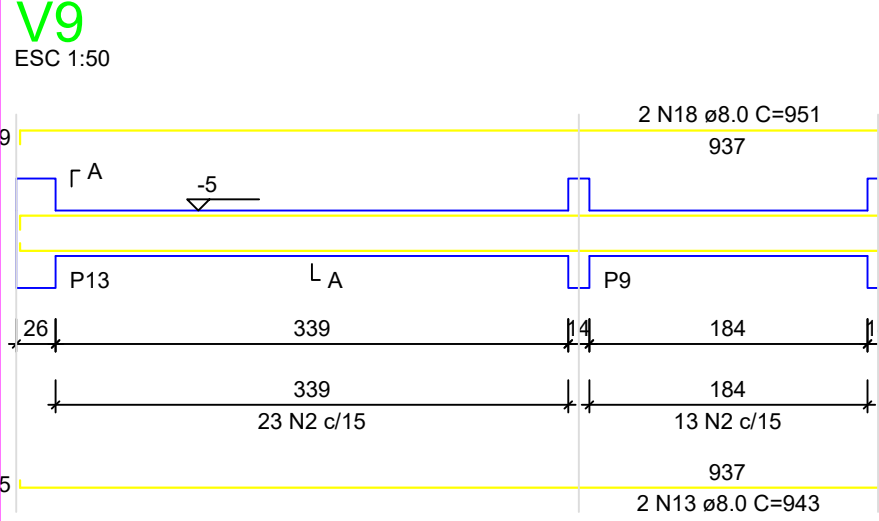 V9
ESC 1:50
2 N18 ø8.0 C=951
9
937
A
-5
P13
A
P9
26
339
14
184
1
339
184
23 N2 c/15
13 N2 c/15
937
5
2 N13 ø8.0 C=943